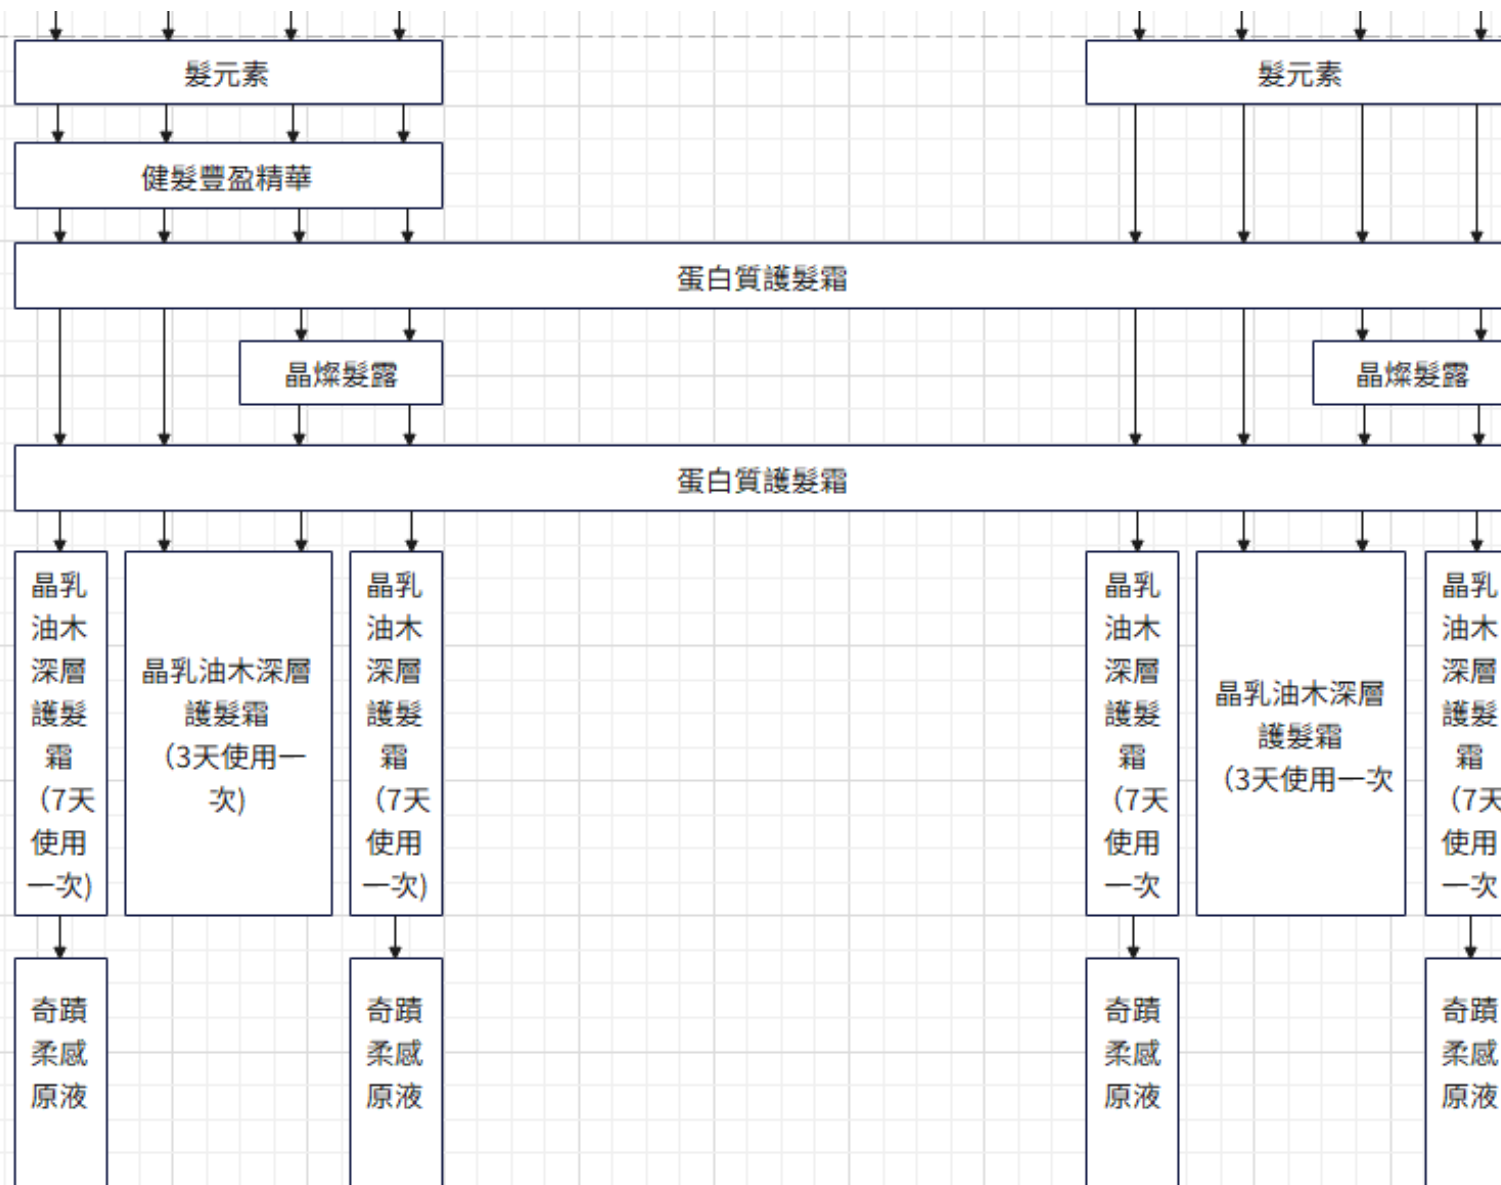 髮元素
髮元素
健髮豐盈精華
蛋白質護髮霜
晶燦髮露
晶燦髮露
蛋白質護髮霜
晶乳
油木
深層
護髮
霜
（7天
使用
一次)
晶乳油木深層
護髮霜
（3天使用一
次)
晶乳
油木
深層
護髮
霜
（7天
使用
一次)
晶乳
油木
深層
護髮
霜
（7天
使用
一次
晶乳油木深層
護髮霜
（3天使用一次
晶乳
油木
深層
護髮
霜
（7天
使用
一次
奇蹟
柔感
原液
奇蹟
柔感
原液
奇蹟
柔感
原液
奇蹟
柔感
原液